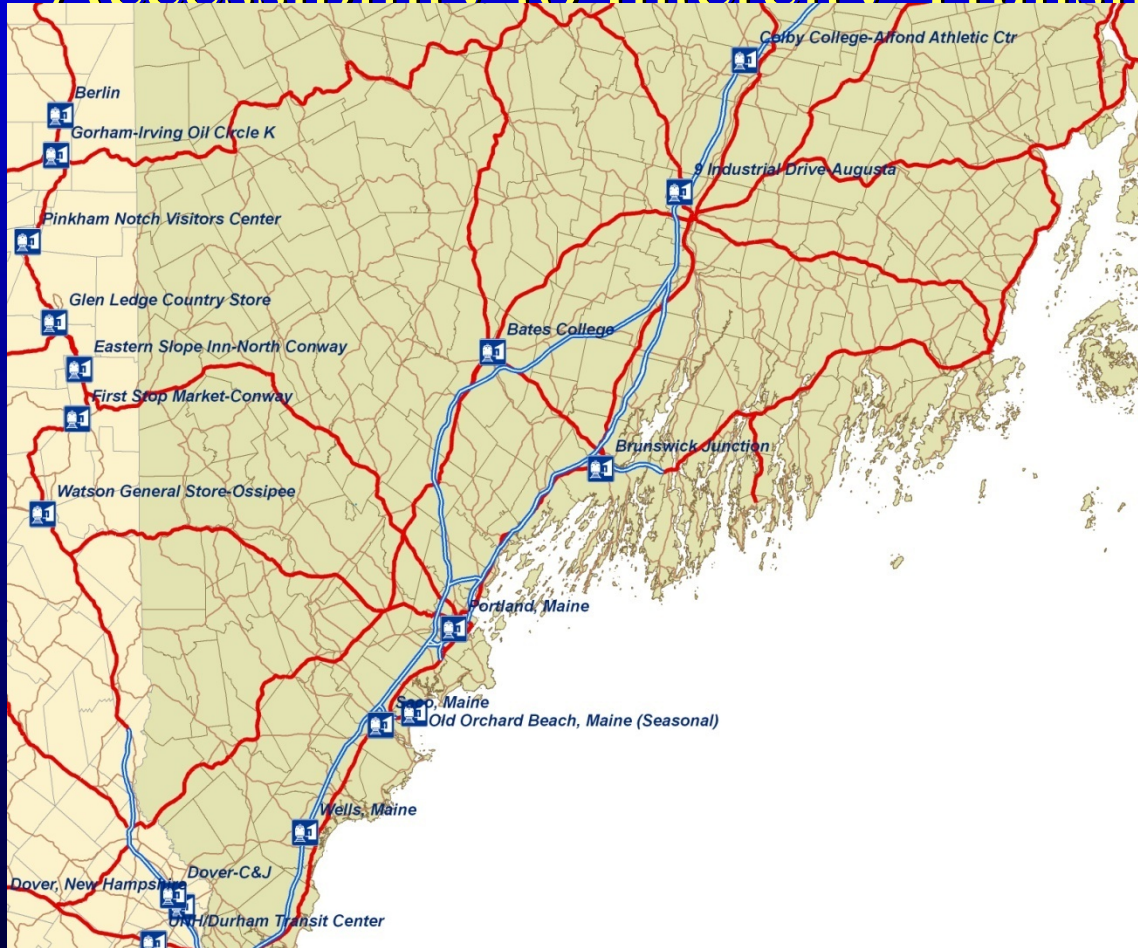 Colby College-Alfond Athletic Ctr
Berlin
Gorham-Irving Oil Circle K
9 Industrial Drive-Augusta
Pinkham Notch Visitors Center
Glen Ledge Country Store
Bates College
Eastern Slope Inn-North Conway
First Stop Market-Conway
Brunswick Junction
Watson General Store-Ossipee
Portland, Maine
Saco, Maine
Old Orchard Beach, Maine (Seasonal)
Wells, Maine
Dover-C&J
Dover, New Hampshire
UNH/Durham Transit Center